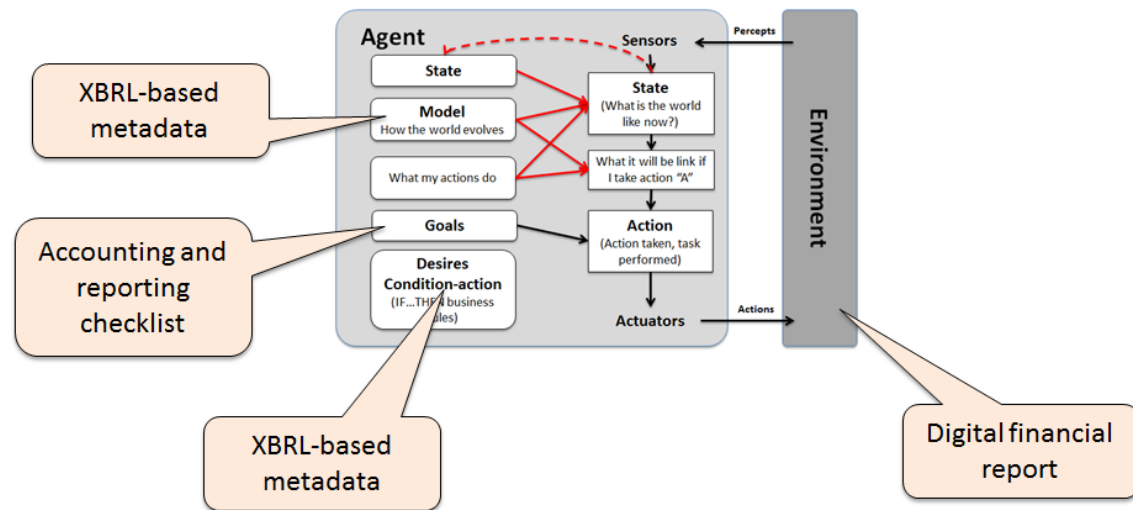 Agent
Sensors
Percepts
State
Model
How the world evolves
What my actions do
Goals
Desires
Condition-action
(IF...THEN business
ules)
State
(What is the world
like now?)
What it will be link if
I take action “A”
Action
(Action taken, task
performed)
Actuators
Actions
Environment
XBRL-based
metadata
Accounting and
reporting
checklist
XBRL-based
metadata
Digital financial
report